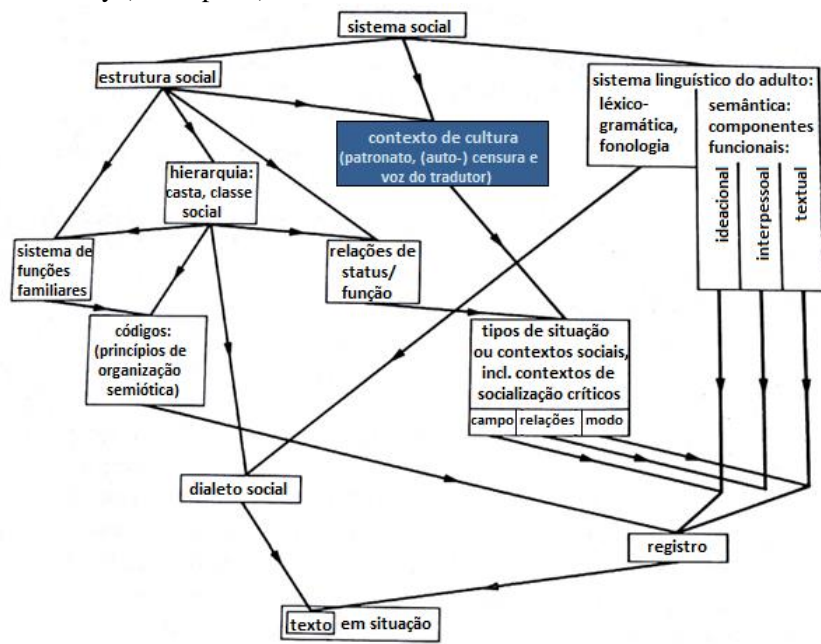 sistema social
estrutura social
sistema linguístico do adulto:
léxico-
gramática,
fonologia
semântica:
componentes
funcionais:
ideacional
interpessoal
textual
contexto de cultura
(patronato, (auto-) censura e
voz do tradutor)
hierarquia:
casta, classe
social
sistema de
funções
familiares
relações de
status/
função
códigos:
(princípios de
organização
semiótica)
tipos de situação
ou contextos sociais,
incl. contextos de
socialização críticos
campo relações modo
dialeto social
registro
texto em situação